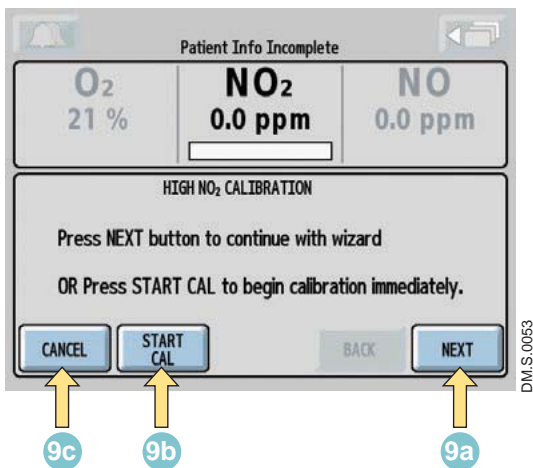 Patient Info Incomplete
O2 NO2 NO
21 % 0.0 ppm 0.0 ppm
HIGH NO2 CALIBRATION
Press NEXT button to continue with wizard
OR Press START CAL to begin calibration immediately.
CANCEL
START
CAL
BACK
NEXT
9c
9b
9a
DM.S.0053